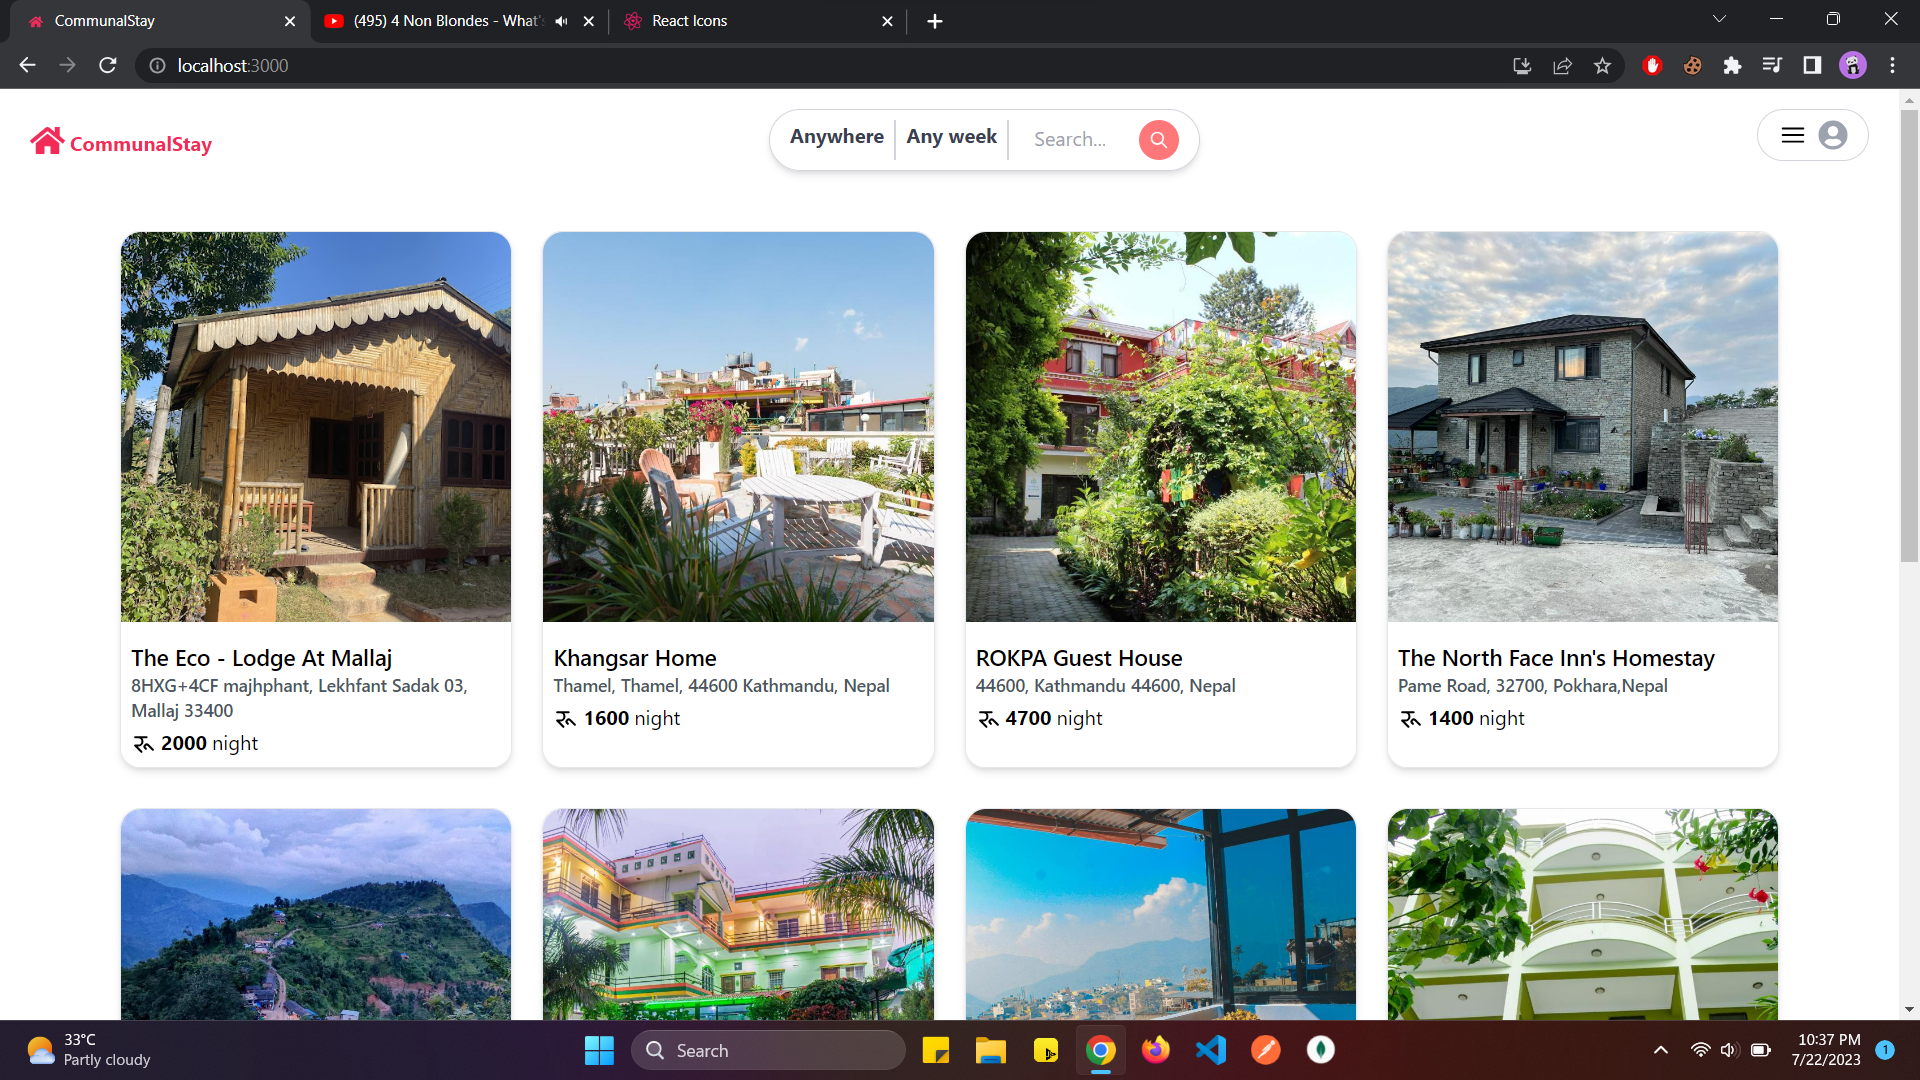 CommunalStay
(495) 4 Non Blondes - What's
React Icons
localhost:3000
CommunalStay
Anywhere
Any week
Search...
The Eco - Lodge At Mallaj
8HXG+4CF majhphant, Lekhfant Sadak 03,
Mallaj 33400
रू 2000 night
Khangsar Home
Thamel, Thamel, 44600 Kathmandu, Nepal
रू 1600 night
ROKPA Guest House
44600, Kathmandu 44600, Nepal
रू 4700 night
The North Face Inn's Homestay
Pame Road, 32700, Pokhara,Nepal
रू 1400 night
33°C
Partly cloudy
Search
10:37 PM
7/22/2023
1